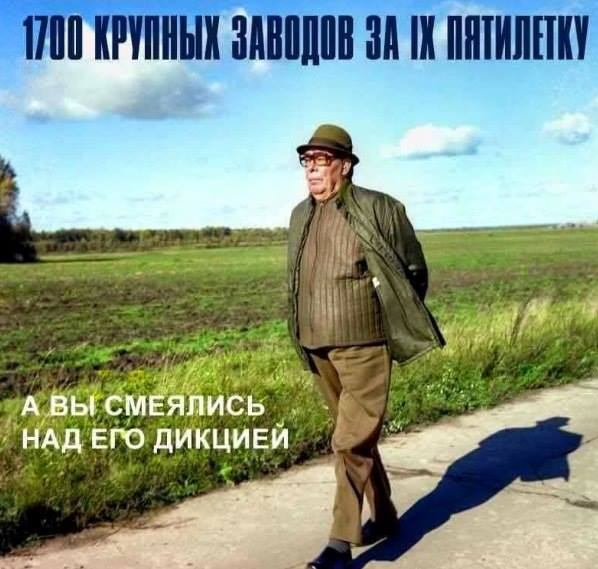 1700 КРУПНЫХ ЗАВОДОВ ЗА IX ПЯТИЛЕТКУ
А ВЫ СМЕЯЛИСЬ
НАД ЕГО ДИКЦИЕЙ